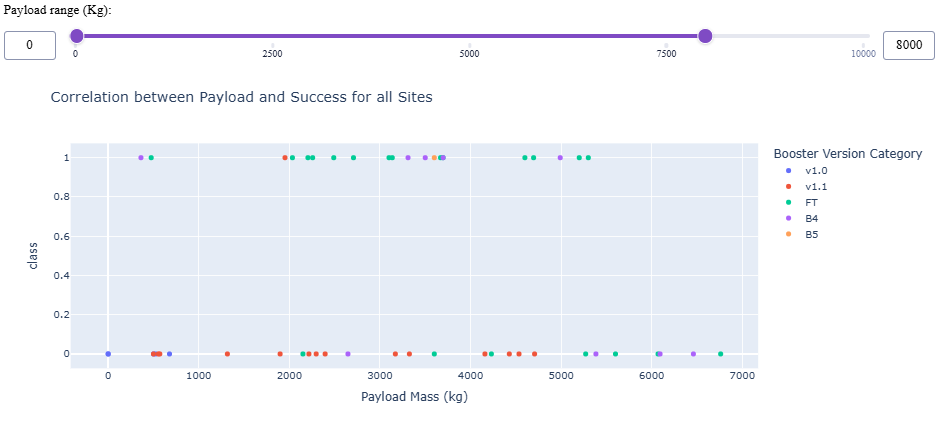 Payload range (Kg):
0
0 2500 5000 7500 10000
8000
Correlation between Payload and Success for all Sites
1
0.8
0.6
0.4
0.2
0
class
0 1000 2000 3000 4000 5000 6000 7000
Payload Mass (kg)
Booster Version Category
v1.0
v1.1
FT
B4
B5